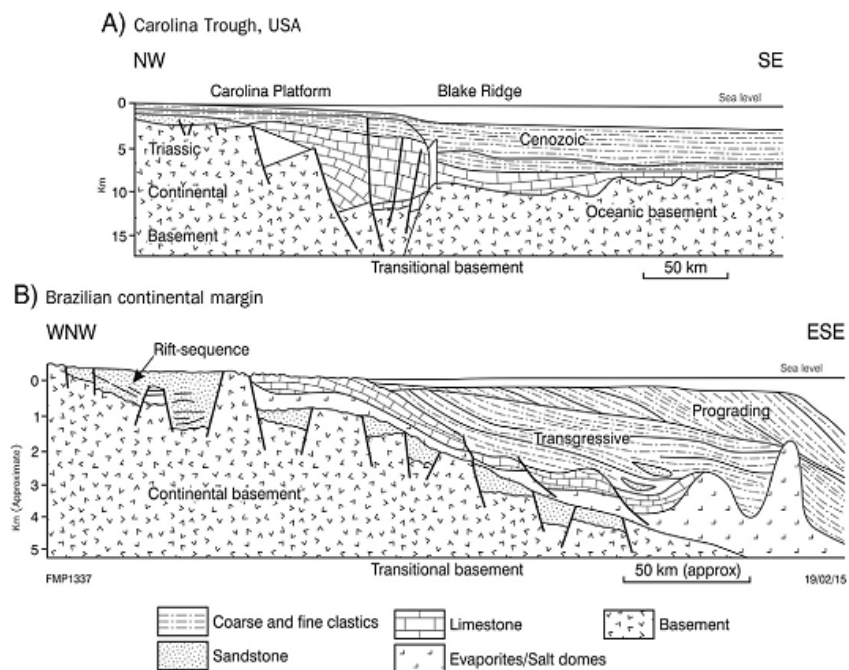 A) Carolina Trough, USA
NW SE
Carolina Platform Blake Ridge
Sea level
0
Cenozoic
Triassic
5
Km
Continental
10
Oceanic basement
Basement
15
Transitional basement
50 km
B) Brazilian continental margin
WNW ESE
Rift-sequence
Sea level
0
Prograding
1
Transgressive
2
Km (Approximate)
3
Continental basement
4
5
Transitional basement
50 km (approx)
FMP1337 19/02/15
Coarse and fine clastics Limestone Basement
Sandstone Evaporites/Salt domes